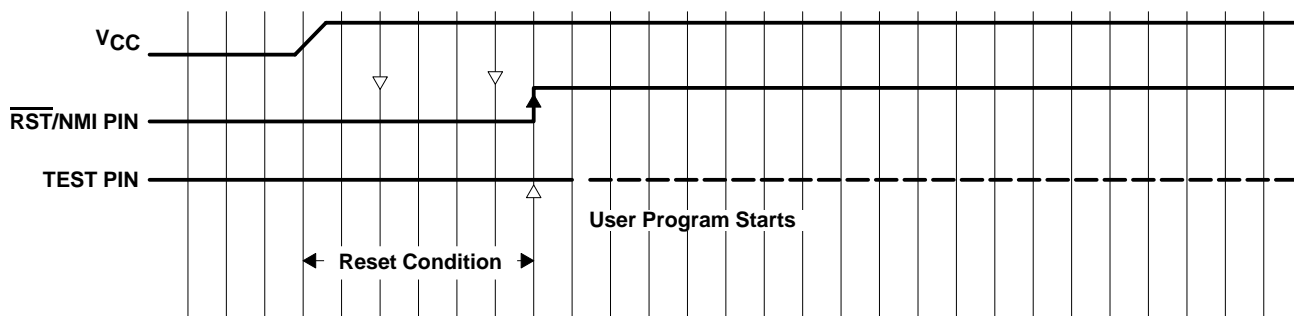 VCC
RST/NMI PIN
TEST PIN
User Program Starts
Reset Condition